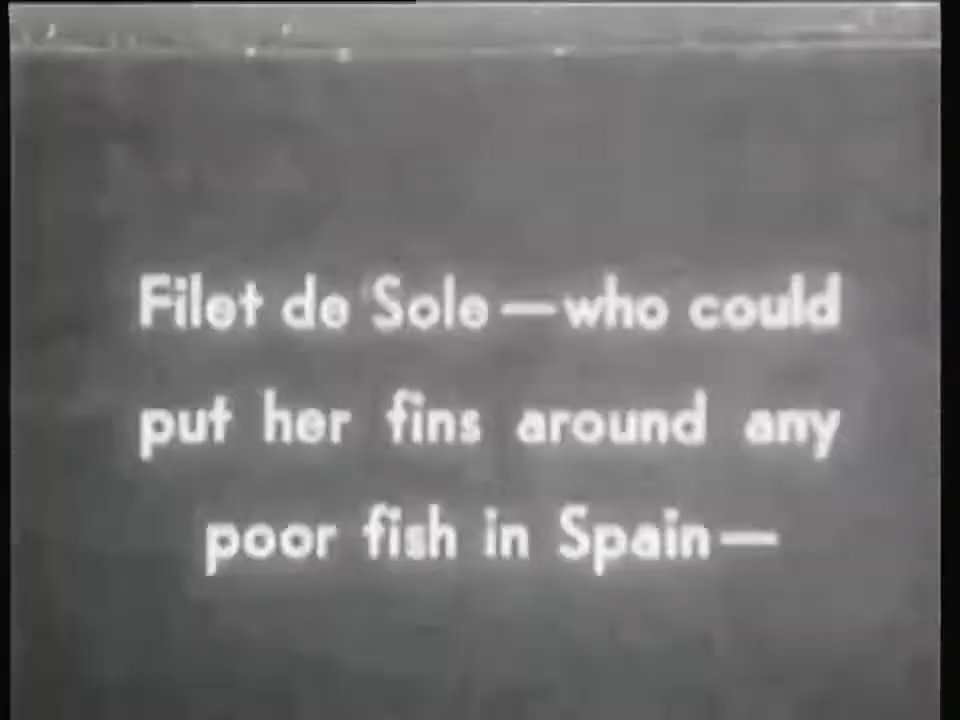 Filet de Sole—who could
put her fins around any
poor fish in Spain—